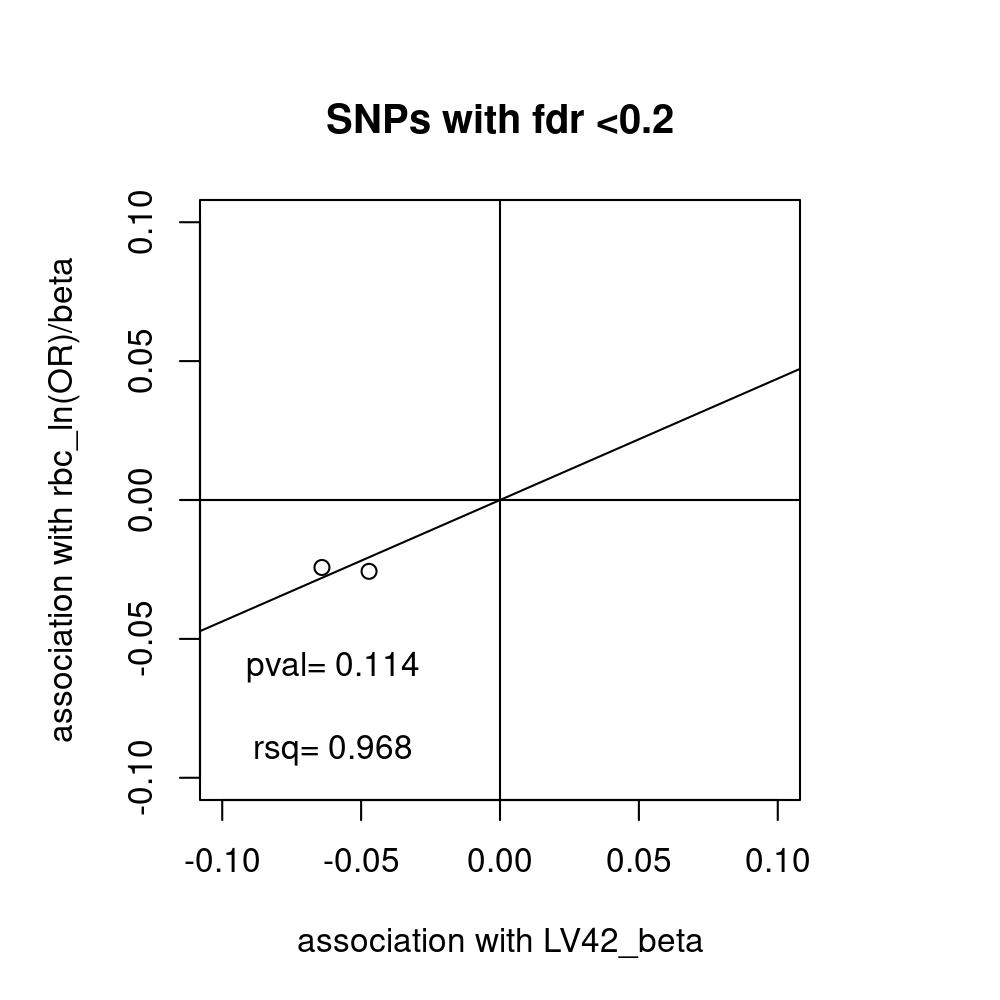 SNPs with fdr <0.2
association with rbc_ln(OR)/beta
0.10
0.05
0.00
-0.05
-0.10
pval= 0.114
rsq= 0.968
-0.10 -0.05 0.00 0.05 0.10
association with LV42_beta